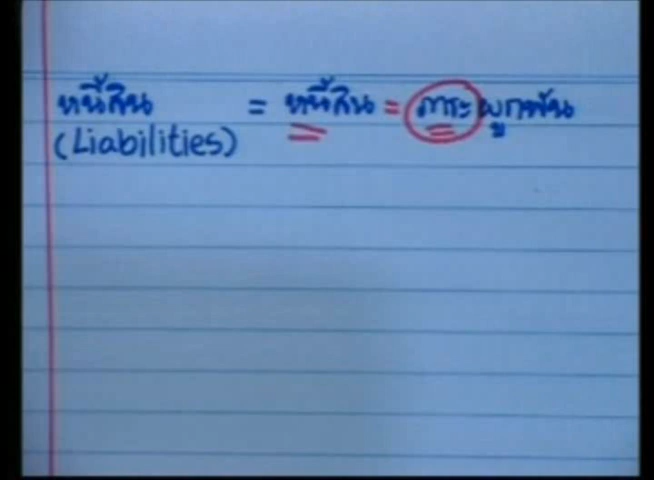 หนี้สิน = หนี้สิน = ภาระผูกพัน
(Liabilities)